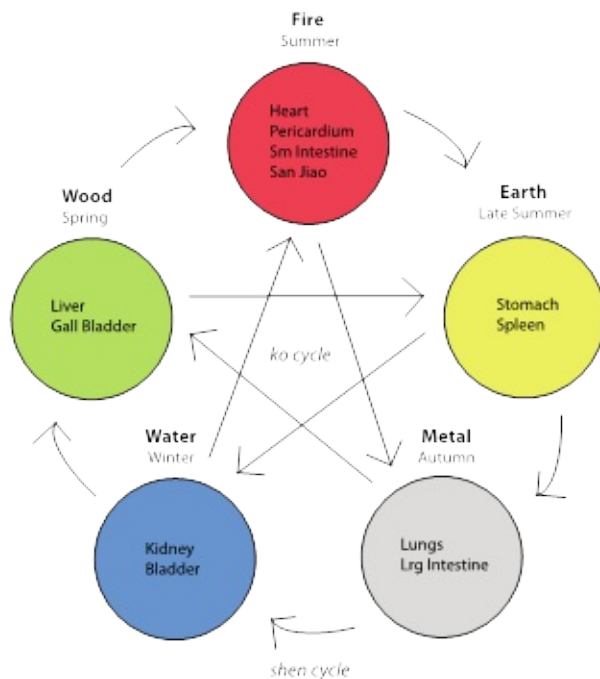 Fire
Summer
Heart
Pericardium
Sm Intestine
San Jiao
Wood
Spring
Earth
Late Summer
Liver
Gall Bladder
Stomach
Spleen
ko cycle
Water
Winter
Metal
Autumn
Kidney
Bladder
Lungs
Lrg Intestine
shen cycle